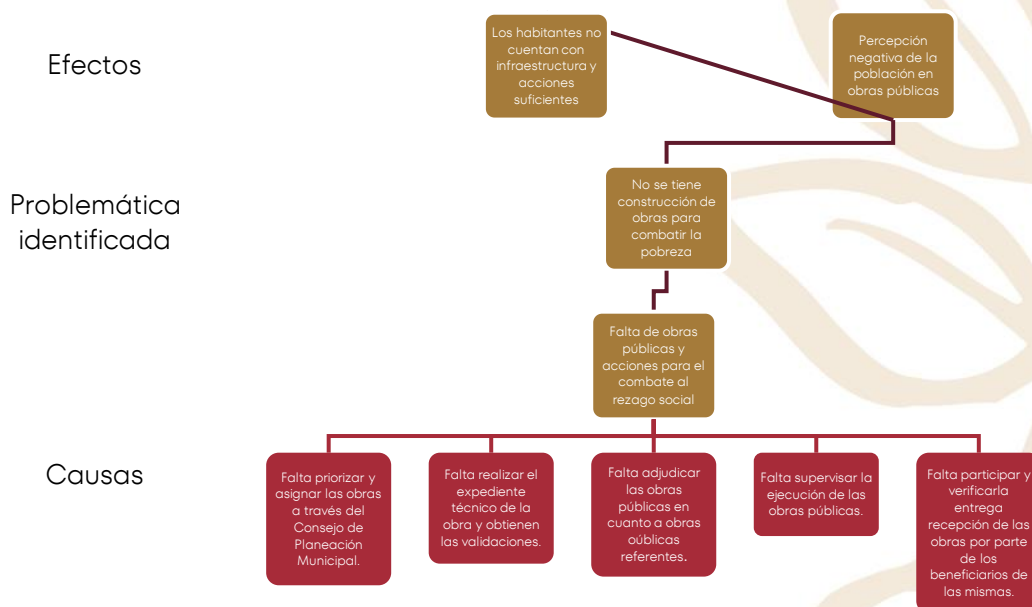 Efectos
Los habitantes no
cuentan con
infraestructura y
acciones
suficientes
Percepción
negativa de la
población en
obras públicas
Problemática
identificada
No se tiene
construcción de
obras para
combatir la
pobreza
Falta de obras
públicas y
acciones para el
combate al
rezago social
Causas
Falta priorizar y
asignar las obras
a través del
Consejo de
Planeación
Municipal.
Falta realizar el
expediente
técnico de la
obra y obtienen
las validaciones.
Falta adjudicar
las obras
públicas en
cuanto a obras
oúblicas
referentes.
Falta supervisar la
ejecución de las
obras públicas.
Falta participar y
verificarla
entrega
recepción de las
obras por parte
de los
beneficiarios de
las mismas.